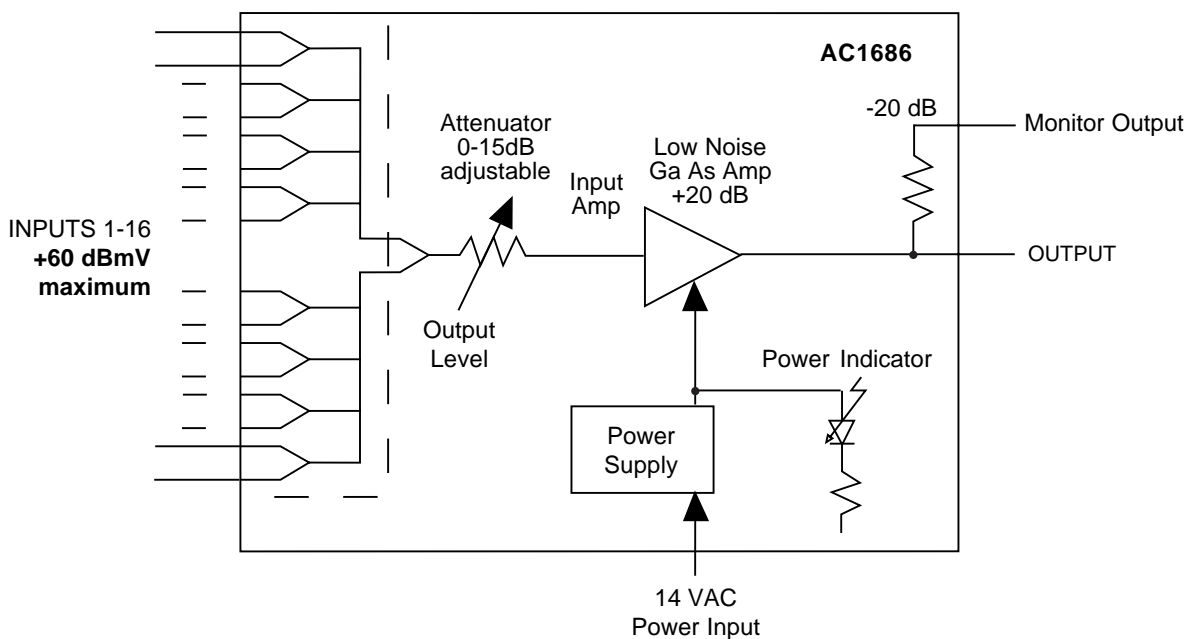 AC1686
-20 dB
Monitor Output
Attenuator
0-15dB
adjustable
Low Noise
Ga As Amp
+20 dB
Input
Amp
INPUTS 1-16
+60 dBmV
maximum
OUTPUT
Output
Level
Power Indicator
Power
Supply
14 VAC
Power Input